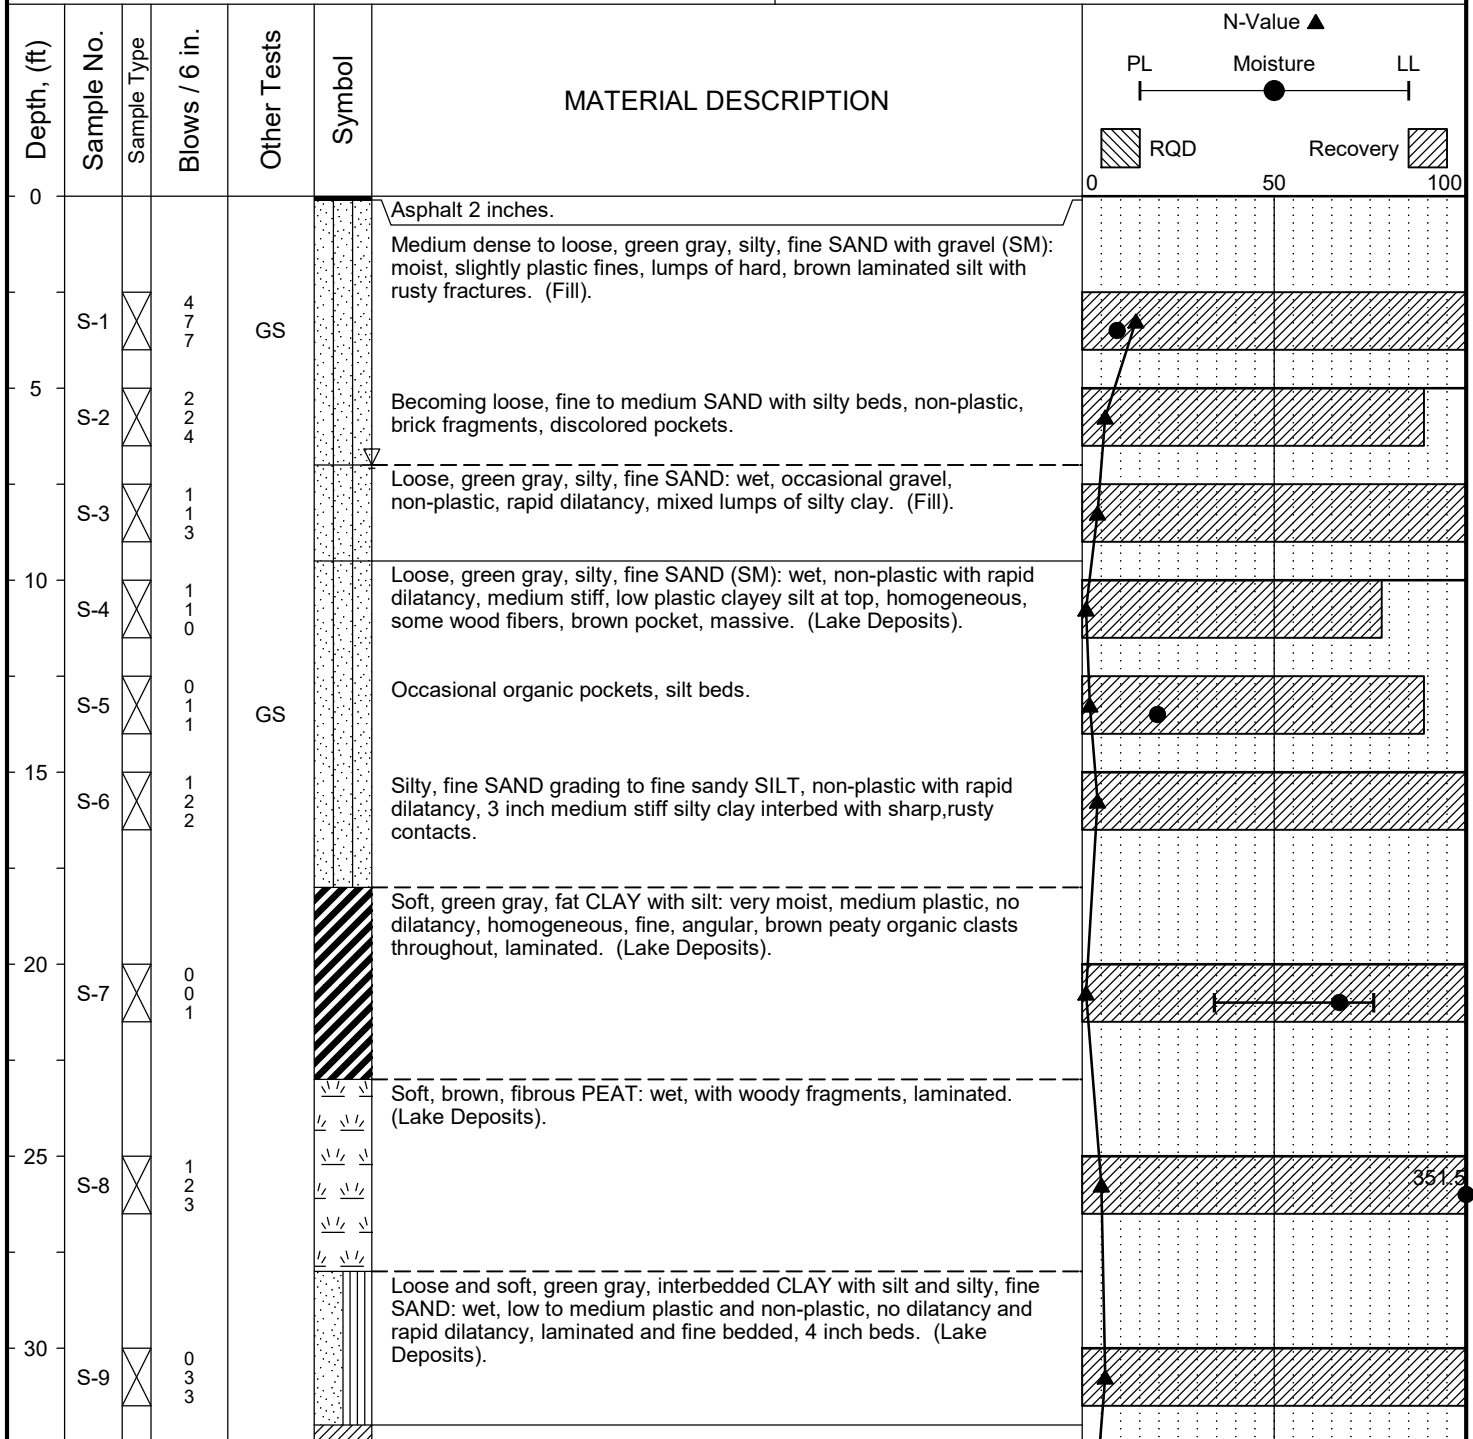 N-Value
PL Moisture LL
RQD Recovery
0 50 100
Depth, (ft)
Sample No.
Sample Type
Blows / 6 in.
Other Tests
Symbol
MATERIAL DESCRIPTION
0
Asphalt 2 inches.
Medium dense to loose, green gray, silty, fine SAND with gravel (SM):
moist, slightly plastic fines, lumps of hard, brown laminated silt with
rusty fractures. (Fill).
S-1
4
7
7
GS
5
S-2
2
2
4
Becoming loose, fine to medium SAND with silty beds, non-plastic,
brick fragments, discolored pockets.
Loose, green gray, silty, fine SAND: wet, occasional gravel,
non-plastic, rapid dilatancy, mixed lumps of silty clay. (Fill).
S-3
1
1
3
10
S-4
1
1
0
Loose, green gray, silty, fine SAND (SM): wet, non-plastic with rapid
dilatancy, medium stiff, low plastic clayey silt at top, homogeneous,
some wood fibers, brown pocket, massive. (Lake Deposits).
S-5
0
1
1
GS
Occasional organic pockets, silt beds.
15
S-6
1
2
2
Silty, fine SAND grading to fine sandy SILT, non-plastic with rapid
dilatancy, 3 inch medium stiff silty clay interbed with sharp,rusty
contacts.
Soft, green gray, fat CLAY with silt: very moist, medium plastic, no
dilatancy, homogeneous, fine, angular, brown peaty organic clasts
throughout, laminated. (Lake Deposits).
20
S-7
0
0
1
Soft, brown, fibrous PEAT: wet, with woody fragments, laminated.
(Lake Deposits).
25
S-8
1
2
3
351.5
Loose and soft, green gray, interbedded CLAY with silt and silty, fine
SAND: wet, low to medium plastic and non-plastic, no dilatancy and
rapid dilatancy, laminated and fine bedded, 4 inch beds. (Lake
Deposits).
30
S-9
0
3
3